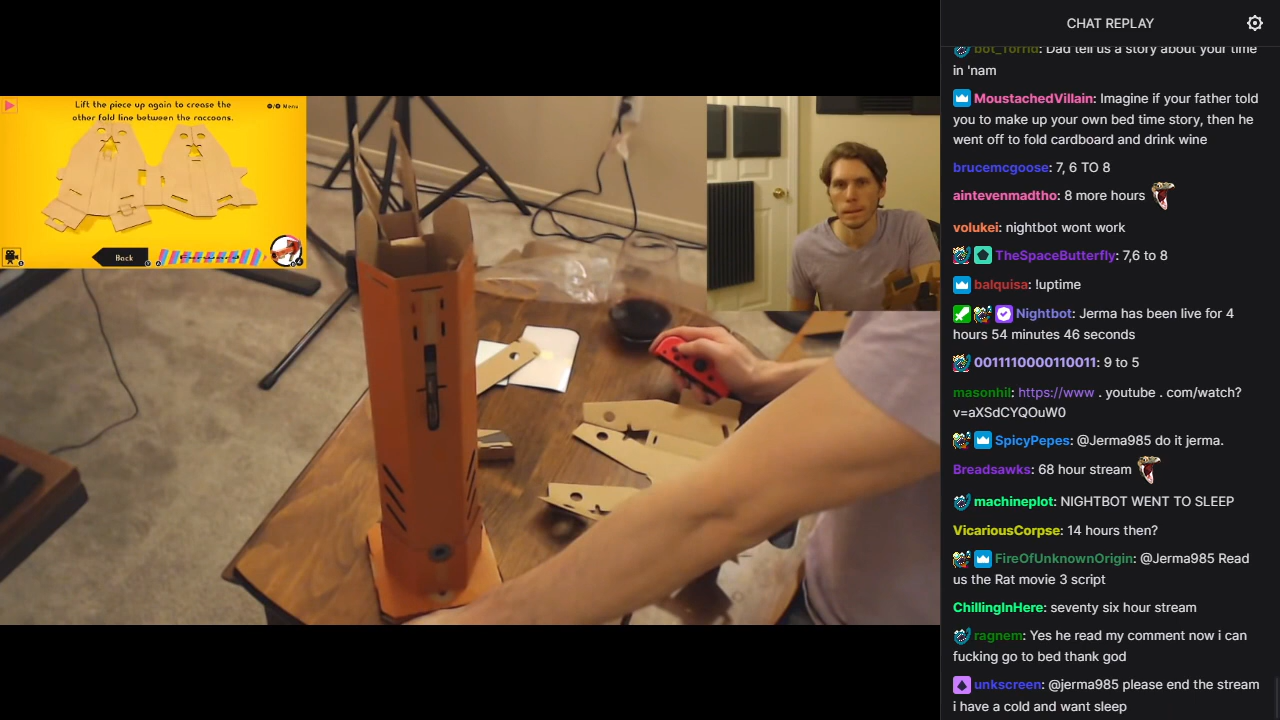 Lift the piece up again to crease the
other fold line between the raccoons.
Menu
Back
CHAT REPLAY
bot_torrid: Dad tell us a story about your time
in 'nam
MoustachedVillain: Imagine if your father told
you to make up your own bed time story, then he
went off to fold cardboard and drink wine
brucemcgoose: 7, 6 TO 8
aintevenmadtho: 8 more hours
volukei: nightbot wont work
TheSpaceButterfly: 7,6 to 8
balquisa: !uptime
Nightbot: Jerma has been live for 4
hours 54 minutes 46 seconds
0011110000110011: 9 to 5
masonhil: https://www . youtube . com/watch?
v=aXSdCYQOuW0
SpicyPepes: @Jerma985 do it jerma.
Breadsawks: 68 hour stream
machineplot: NIGHTBOT WENT TO SLEEP
VicariousCorpse: 14 hours then?
FireOfUnknownOrigin: @Jerma985 Read
us the Rat movie 3 script
ChillingInHere: seventy six hour stream
ragnem: Yes he read my comment now i can
fucking go to bed thank god
unkscreen: @jerma985 please end the stream
i have a cold and want sleep